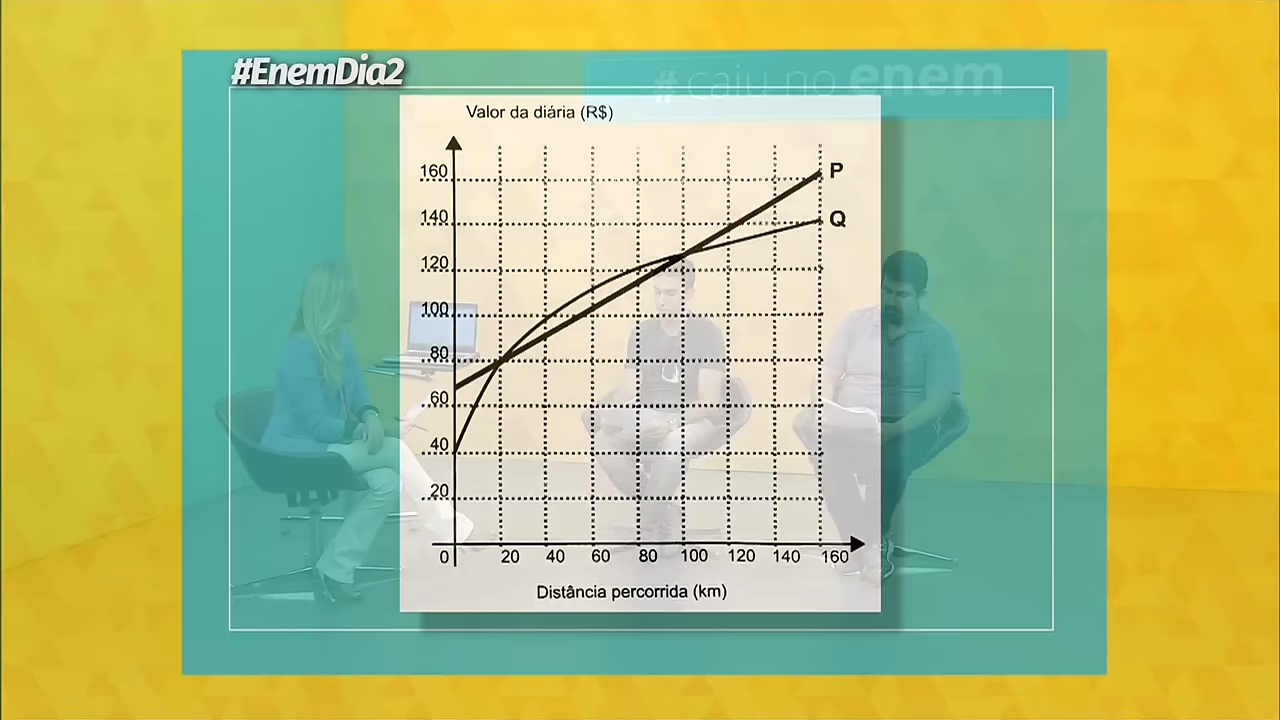 #EnemDia2
# caiu no enem
Valor da diária (R$)
160
140
120
100
80
60
40
20
P
Q
0 20 40 60 80 100 120 140 160
Distância percorrida (km)